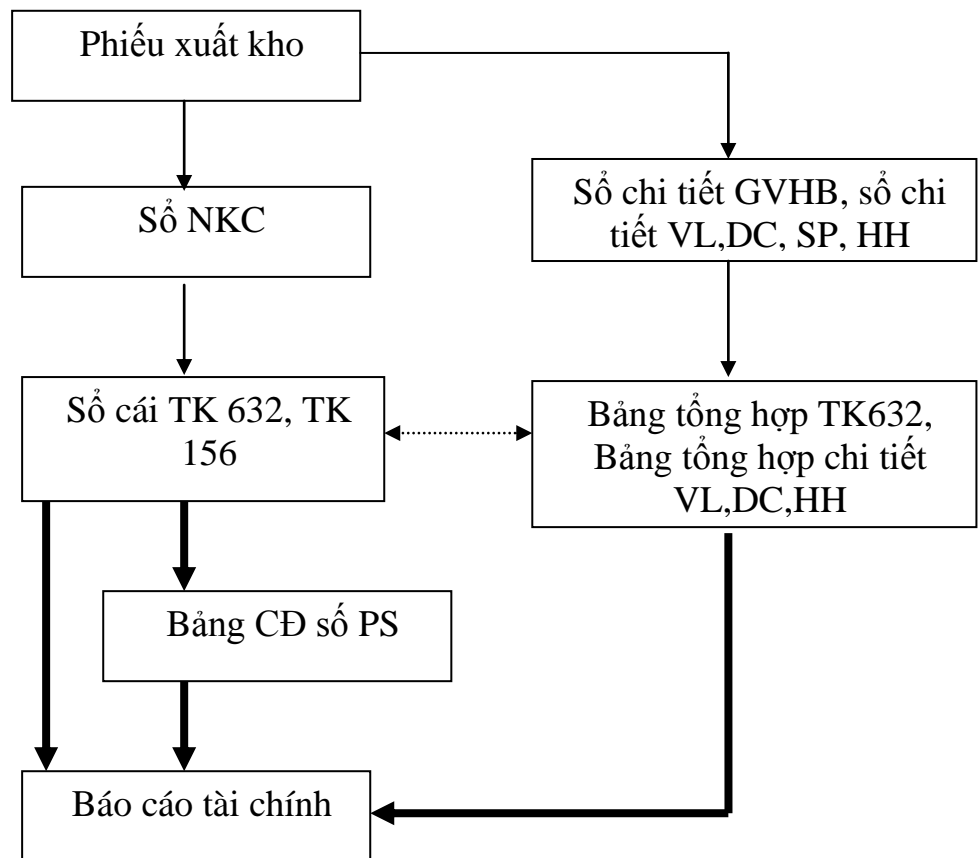 Phiếu xuất kho
Sổ NKC
Sổ chi tiết GVHB, sổ chi
tiết VL,DC, SP, HH
Sổ cái TK 632, TK
156
Bảng tổng hợp TK632,
Bảng tổng hợp chi tiết
VL,DC,HH
Bảng CĐ số PS
Báo cáo tài chính